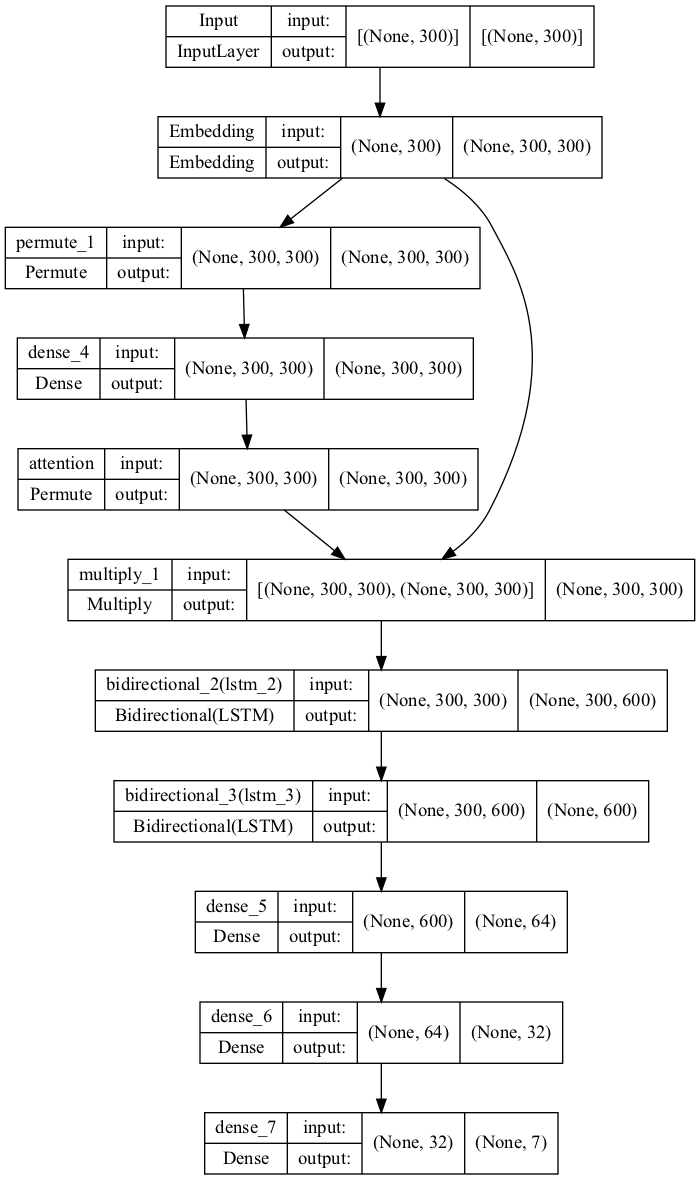 Input input: [(None, 300)] [(None, 300)]
InputLayer output:
Embedding input: (None, 300) (None, 300, 300)
Embedding output:
permute_1 input: (None, 300, 300) (None, 300, 300)
Permute output:
dense_4 input: (None, 300, 300) (None, 300, 300)
Dense output:
attention input: (None, 300, 300) (None, 300, 300)
Permute output:
multiply_1 input: [(None, 300, 300), (None, 300, 300)] (None, 300, 300)
Multiply output:
bidirectional_2(lstm_2) input: (None, 300, 300) (None, 300, 600)
Bidirectional(LSTM) output:
bidirectional_3(lstm_3) input: (None, 300, 600) (None, 600)
Bidirectional(LSTM) output:
dense_5 input: (None, 600) (None, 64)
Dense output:
dense_6 input: (None, 64) (None, 32)
Dense output:
dense_7 input: (None, 32) (None, 7)
Dense output: